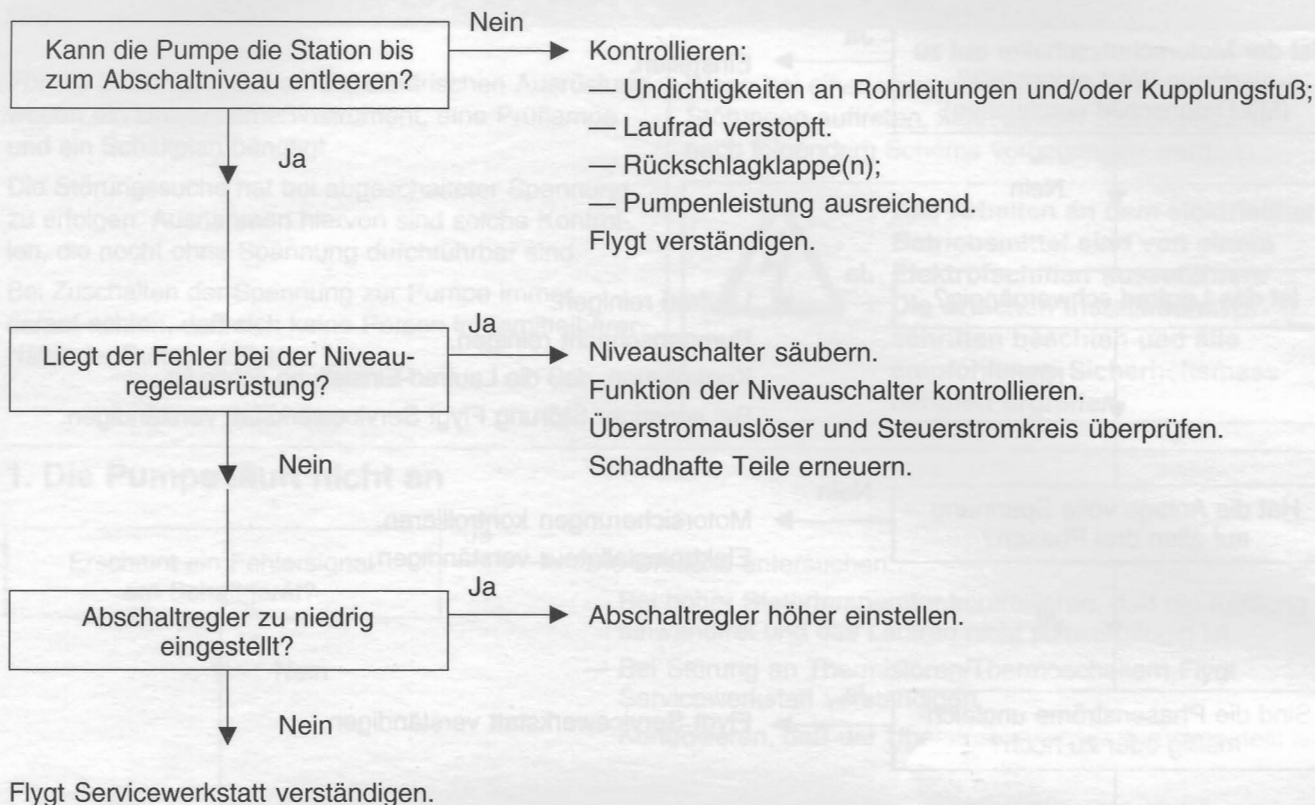 Nein
Kann die Pumpe die Station bis
zum Abschaltniveau entleeren?
Kontrollieren;
— Undichtigkeiten an Rohrleitungen und/oder Kupplungsfuß;
— Laufrad verstopft.
— Rückschlagklappe(n);
— Pumpenleistung ausreichend.
Flygt verständigen.
Ja
Ja
Liegt der Fehler bei der Niveau-
regelausrüstung?
Niveauschalter säubern.
Funktion der Niveauschalter kontrollieren.
Überstromauslöser und Steuerstromkreis überprüfen.
Schadhafte Teile erneuern.
Nein
Ja
Abschaltregler zu niedrig
eingestellt?
Abschaltregler höher einstellen.
Nein
Flygt Servicewerkstatt verständigen.